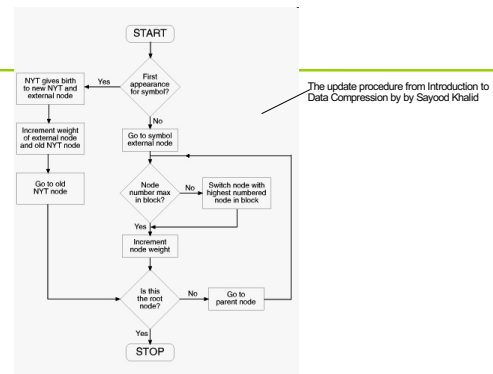 START
First
appearance
for symbol?
Yes
NYT gives birth
to new NYT and
external node
Increment weight
of external node
and old NYT node
Go to old
NYT node
No
Go to symbol
external node
Node
number max
in block?
No
Switch node with
highest numbered
node in block
Yes
Increment
node weight
Is this
the root
node?
No
Go to
parent node
Yes
STOP
The update procedure from Introduction to
Data Compression by by Sayood Khalid